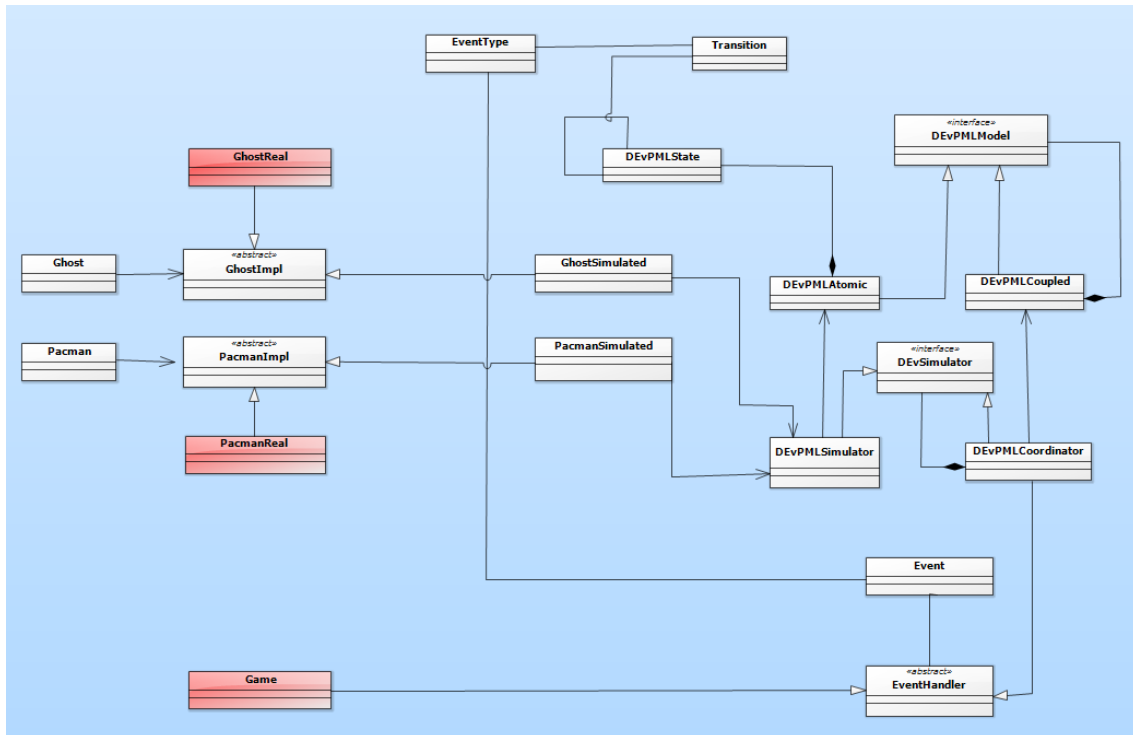 EventType
Transition
«interface»
DEvPMLModel
GhostReal
DEvPMLState
Ghost
«abstract»
GhostImpl
GhostSimulated
DEvPMLAtomic
DEvPMLCoupled
Pacman
«abstract»
PacmanImpl
PacmanSimulated
«interface»
DEvSimulator
PacmanReal
DEvPMLSimulator
DEvPMLCoordinator
Event
Game
«abstract»
EventHandler